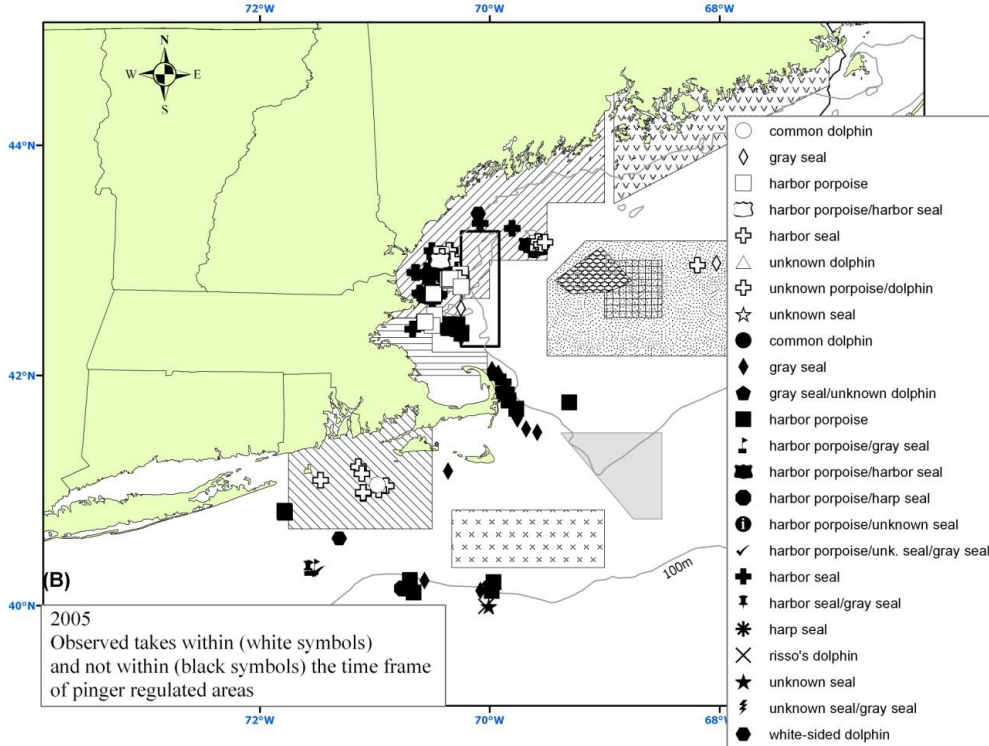 72°W 70°W 68°W
N
W E
S
44°N
42°N
40°N
common dolphin
gray seal
harbor porpoise
harbor porpoise/harbor seal
harbor seal
unknown dolphin
unknown porpoise/dolphin
unknown seal
common dolphin
gray seal
gray seal/unknown dolphin
harbor porpoise
harbor porpoise/gray seal
harbor porpoise/harbor seal
harbor porpoise/harp seal
harbor porpoise/unknown seal
harbor porpoise/unk. seal/gray seal
harbor seal
harbor seal/gray seal
harp seal
risso's dolphin
unknown seal
unknown seal/gray seal
white-sided dolphin
100m
(B)
2005
Observed takes within (white symbols)
and not within (black symbols) the time frame
of pinger regulated areas
72°W 70°W 68°W